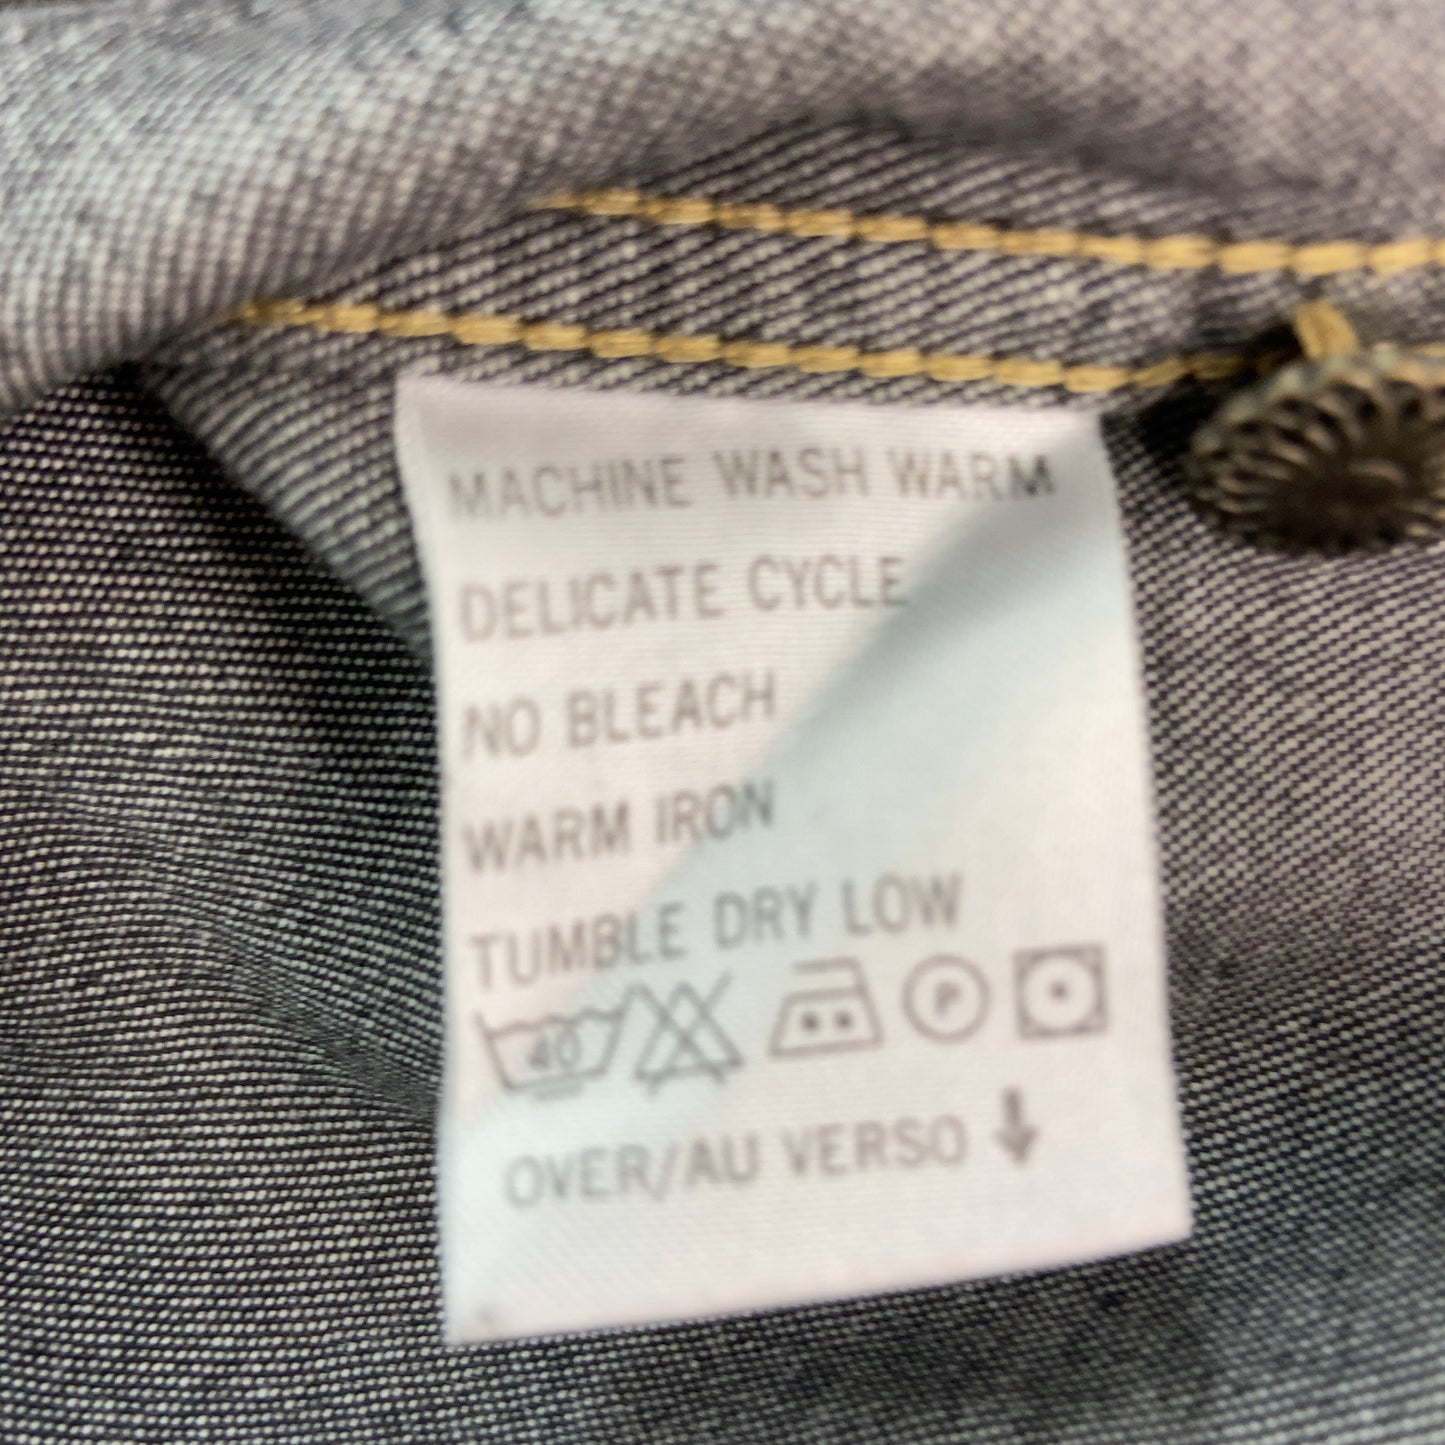 MACHINE WASH WARM
DELICATE CYCLE
NO BLEACH
WARM IRON
TUMBLE DRY LOW
40 P
OVER/AU VERSO